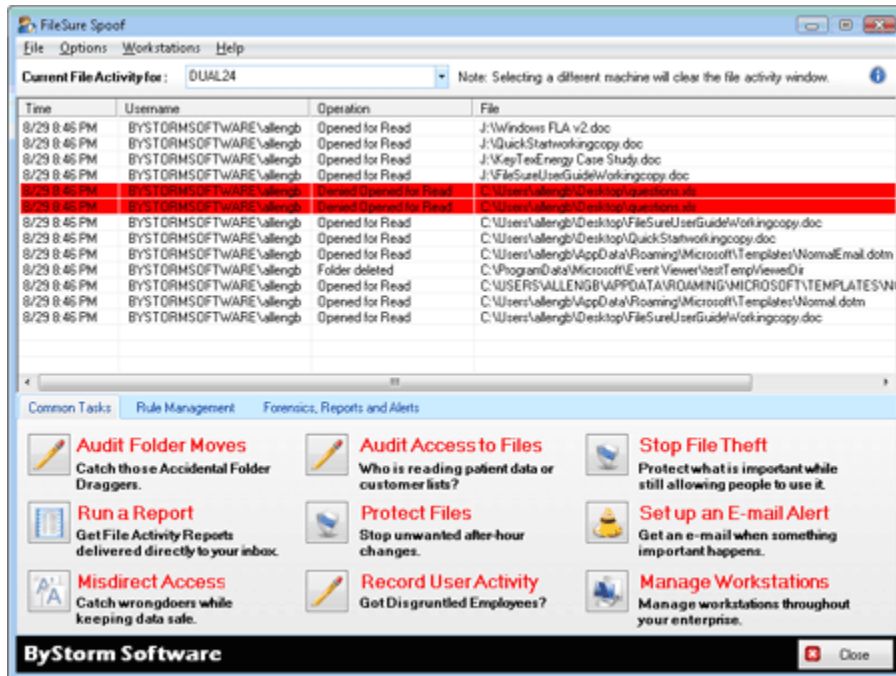 FileSure Spoof
File Options Workstations Help
Current File Activity for: DUAL24 Note: Selecting a different machine will clear the file activity window.
Time Username Operation File
8/29 8:46 PM BYSTORMSOFTWARE\allengb Opened for Read J:\Windows FLA v2.doc
8/29 8:46 PM BYSTORMSOFTWARE\allengb Opened for Read J:\QuickStartworkingcopy.doc
8/29 8:46 PM BYSTORMSOFTWARE\allengb Opened for Read J:\KeyTexEnergy Case Study.doc
8/29 8:46 PM BYSTORMSOFTWARE\allengb Opened for Read J:\FileSureUserGuideWorkingcopy.doc
8/29 8:46 PM BYSTORMSOFTWARE\allengb Denied Opened for Read C:\Users\allengb\Desktop\questions.xls
8/29 8:46 PM BYSTORMSOFTWARE\allengb Denied Opened for Read C:\Users\allengb\Desktop\questions.xls
8/29 8:46 PM BYSTORMSOFTWARE\allengb Opened for Read C:\Users\allengb\Desktop\FileSureUserGuideWorkingcopy.doc
8/29 8:46 PM BYSTORMSOFTWARE\allengb Opened for Read C:\Users\allengb\Desktop\QuickStartworkingcopy.doc
8/29 8:46 PM BYSTORMSOFTWARE\allengb Opened for Read C:\Users\allengb\AppData\Roaming\Microsoft\Templates\NormalEmail.dotm
8/29 8:46 PM BYSTORMSOFTWARE\allengb Folder deleted C:\ProgramData\Microsoft\Event Viewer\testTempViewerDir
8/29 8:46 PM BYSTORMSOFTWARE\allengb Opened for Read C:\USERS\ALLENGB\APPDATA\ROAMING\MICROSOFT\TEMPLATES\NO
8/29 8:46 PM BYSTORMSOFTWARE\allengb Opened for Read C:\Users\allengb\AppData\Roaming\Microsoft\Templates\Normal.dotm
8/29 8:46 PM BYSTORMSOFTWARE\allengb Opened for Read C:\Users\allengb\Desktop\FileSureUserGuideWorkingcopy.doc
Common Tasks Rule Management Forensics, Reports and Alerts
Audit Folder Moves
Catch those Accidental Folder
Draggers.
Audit Access to Files
Who is reading patient data or
customer lists?
Stop File Theft
Protect what is important while
still allowing people to use it.
Run a Report
Get File Activity Reports
delivered directly to your inbox.
Protect Files
Stop unwanted after-hour
changes.
Set up an E-mail Alert
Get an e-mail when something
important happens.
Misdirect Access
Catch wrongdoers while
keeping data safe.
Record User Activity
Got Disgruntled Employees?
Manage Workstations
Manage workstations throughout
your enterprise.
ByStorm Software
Close